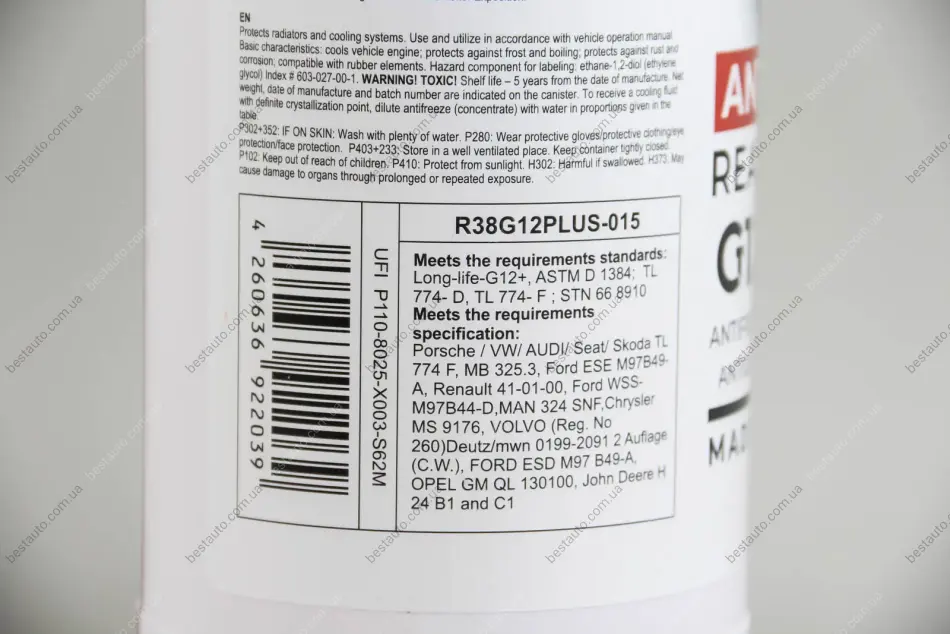 EN
Protects radiators and cooling systems. Use and utilize in accordance with vehicle operation manual
Basic characteristics: cools vehicle engine; protects against frost and boiling; protects against rust and
corrosion; compatible with rubber elements. Hazard component for labeling: ethane-1,2-diol (ethylene
glycol) Index # 603-027-00-1. WARNING! TOXIC! Shelf life – 5 years from the date of manufacture. Net
weight, date of manufacture and batch number are indicated on the canister. To receive a cooling fluid
with definite crystallization point, dilute antifreeze (concentrate) with water in proportions given in the
table
P302+352: IF ON SKIN: Wash with plenty of water. P280: Wear protective gloves/protective clothing/eye
protection/face protection. P403+233: Store in a well ventilated place. Keep container tightly closed.
P102: Keep out of reach of children. P410: Protect from sunlight. H302: Harmful if swallowed. H373: May
cause damage to organs through prolonged or repeated exposure.
4 260636 922039
UFI P110-8025-X003-S62M
R38G12PLUS-015
Meets the requirements standards:
Long-life-G12+, ASTM D 1384; TL
774- D, TL 774- F ; STN 66 8910
Meets the requirements
specification:
Porsche / VW/ AUDI/ Seat/ Skoda TL
774 F, MB 325.3, Ford ESE M97B49-
A, Renault 41-01-00, Ford WSS-
M97B44-D,MAN 324 SNF,Chrysler
MS 9176, VOLVO (Reg. No
260)Deutz/mwn 0199-2091 2 Auflage
(C.W.), FORD ESD M97 B49-A,
OPEL GM QL 130100, John Deere H
24 B1 and C1
AN
RE
G1
ANTIF
MAD
bestauto.com.ua